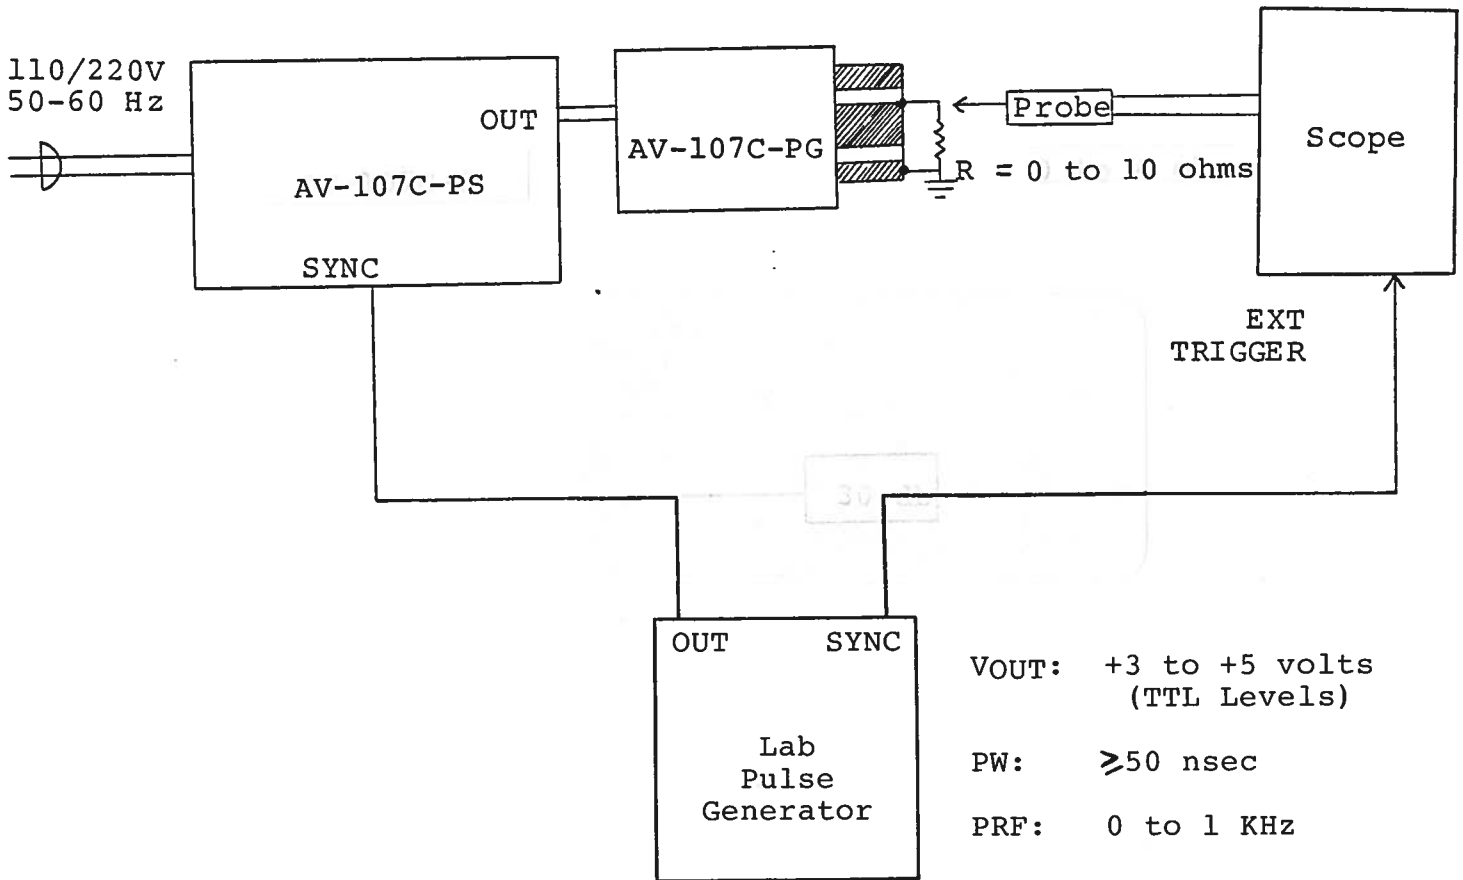 110/220V
50-60 Hz
OUT
AV-107C-PS
SYNC
AV-107C-PG
Probe
R = 0 to 10 ohms
Scope
EXT
TRIGGER
OUT SYNC
Lab
Pulse
Generator
VOUT: +3 to +5 volts
(TTL Levels)
PW: ≥50 nsec
PRF: 0 to 1 KHz